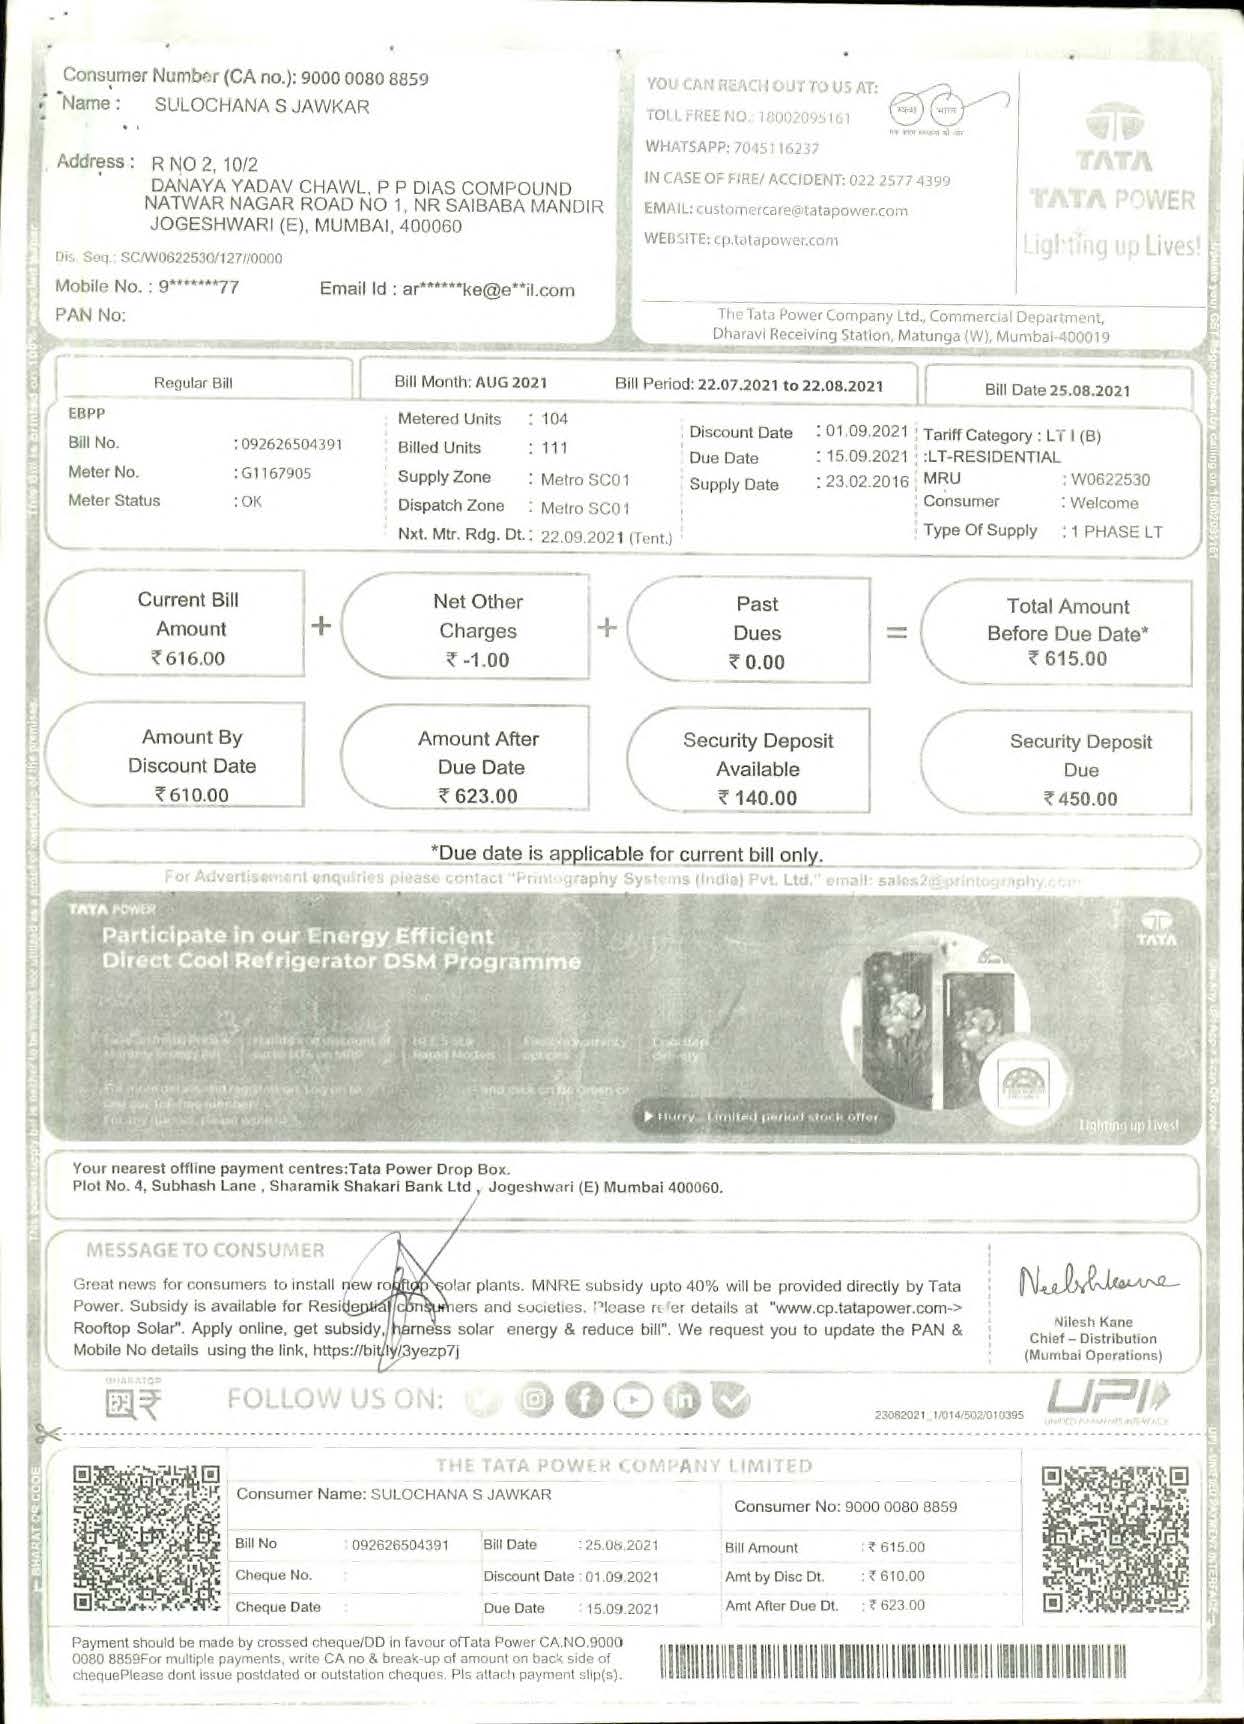 Consumer Number (CA no.): 9000 0080 8859
Name : SULOCHANA S JAWKAR
Address : R NO 2, 10/2
DANAYA YADAV CHAWL, P P DIAS COMPOUND
NATWAR NAGAR ROAD NO 1, NR SAIBABA MANDIR
JOGESHWARI (E), MUMBAI, 400060
Dis. Seq.: SC/W0622530/127//0000
Mobile No. : 9*******77 Email Id : ar******ke@e**il.com
PAN No:
YOU CAN REACH OUT TO US AT:
TOLL FREE NO.: 18002095161
WHATSAPP: 7045116237
IN CASE OF FIRE/ ACCIDENT: 022 2577 4399
EMAIL: customercare@tatapower.com
WEBSITE: cp.tatapower.com
TATA
TATA POWER
Lighting up Lives!
The Tata Power Company Ltd., Commercial Department,
Dharavi Receiving Station, Matunga (W), Mumbai-400019
Regular Bill
Bill Month: AUG 2021 Bill Period: 22.07.2021 to 22.08.2021
Bill Date 25.08.2021
EBPP
Bill No. : 092626504391
Meter No. : G1167905
Meter Status : OK
Metered Units : 104
Billed Units : 111
Supply Zone : Metro SC01
Dispatch Zone : Metro SC01
Nxt. Mtr. Rdg. Dt.: 22.09.2021 (Tent.)
Discount Date : 01.09.2021
Due Date : 15.09.2021
Supply Date : 23.02.2016
Tariff Category : LT I (B)
:LT-RESIDENTIAL
MRU : W0622530
Consumer : Welcome
Type Of Supply : 1 PHASE LT
Current Bill
Amount
₹ 616.00
+
Net Other
Charges
₹ -1.00
+
Past
Dues
₹ 0.00
=
Total Amount
Before Due Date*
₹ 615.00
Amount By
Discount Date
₹ 610.00
Amount After
Due Date
₹ 623.00
Security Deposit
Available
₹ 140.00
Security Deposit
Due
₹ 450.00
*Due date is applicable for current bill only.
For Advertisement enquiries please contact "Printography Systems (India) Pvt. Ltd." email: sales2@printography.com
TATA POWER
TATA
Participate in our Energy Efficient
Direct Cool Refrigerator DSM Programme
Hurry... Limited period stock offer
Lighting up Lives!
Your nearest offline payment centres:Tata Power Drop Box.
Plot No. 4, Subhash Lane , Sharamik Shakari Bank Ltd , Jogeshwari (E) Mumbai 400060.
MESSAGE TO CONSUMER
Great news for consumers to install new rooftop solar plants. MNRE subsidy upto 40% will be provided directly by Tata
Power. Subsidy is available for Residential consumers and societies. Please refer details at "www.cp.tatapower.com->
Rooftop Solar". Apply online, get subsidy, harness solar energy & reduce bill". We request you to update the PAN &
Mobile No details using the link, https://bit.ly/3yezp7j
Nilesh Kane
Chief – Distribution
(Mumbai Operations)
BHARATQR
FOLLOW US ON:
23082021_1/014/502/010395
UPI
UNIFIED PAYMENTS INTERFACE
THE TATA POWER COMPANY LIMITED
Consumer Name: SULOCHANA S JAWKAR
Consumer No: 9000 0080 8859
Bill No : 092626504391 Bill Date : 25.08.2021 Bill Amount : ₹ 615.00
Cheque No. : Discount Date : 01.09.2021 Amt by Disc Dt. : ₹ 610.00
Cheque Date : Due Date : 15.09.2021 Amt After Due Dt. : ₹ 623.00
Payment should be made by crossed cheque/DD in favour ofTata Power CA.NO.9000
0080 8859For multiple payments, write CA no & break-up of amount on back side of
chequePlease dont issue postdated or outstation cheques. Pls attach payment slip(s).
BHARAT QR CODE